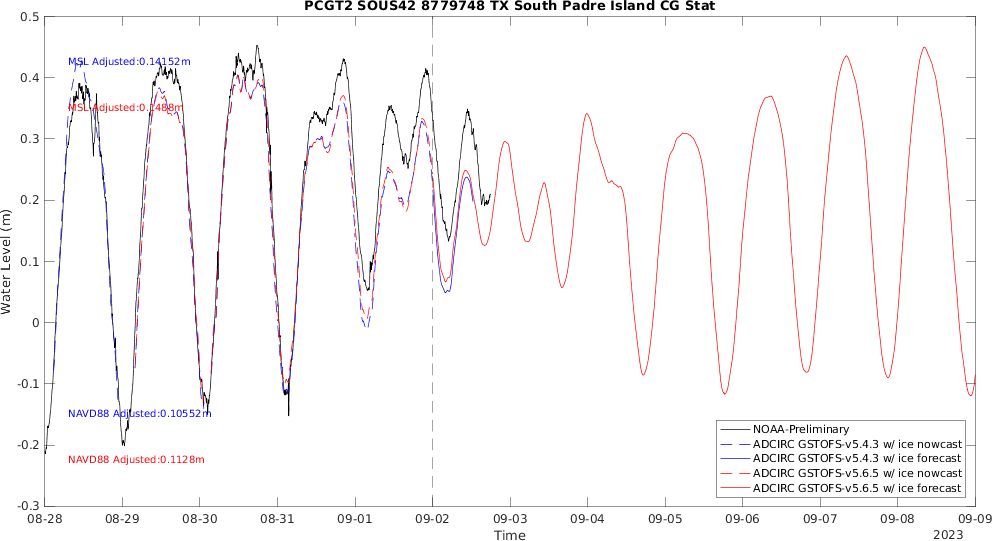 PCGT2 SOUS42 8779748 TX South Padre Island CG Stat
0.5
0.4
0.3
0.2
0.1
0
-0.1
-0.2
-0.3
Water Level (m)
MSL Adjusted:0.14152m
MSL Adjusted:0.1488m
NAVD88 Adjusted:0.10552m
NAVD88 Adjusted:0.1128m
NOAA-Preliminary
ADCIRC GSTOFS-v5.4.3 w/ ice nowcast
ADCIRC GSTOFS-v5.4.3 w/ ice forecast
ADCIRC GSTOFS-v5.6.5 w/ ice nowcast
ADCIRC GSTOFS-v5.6.5 w/ ice forecast
08-28 08-29 08-30 08-31 09-01 09-02 09-03 09-04 09-05 09-06 09-07 09-08 09-09
Time
2023